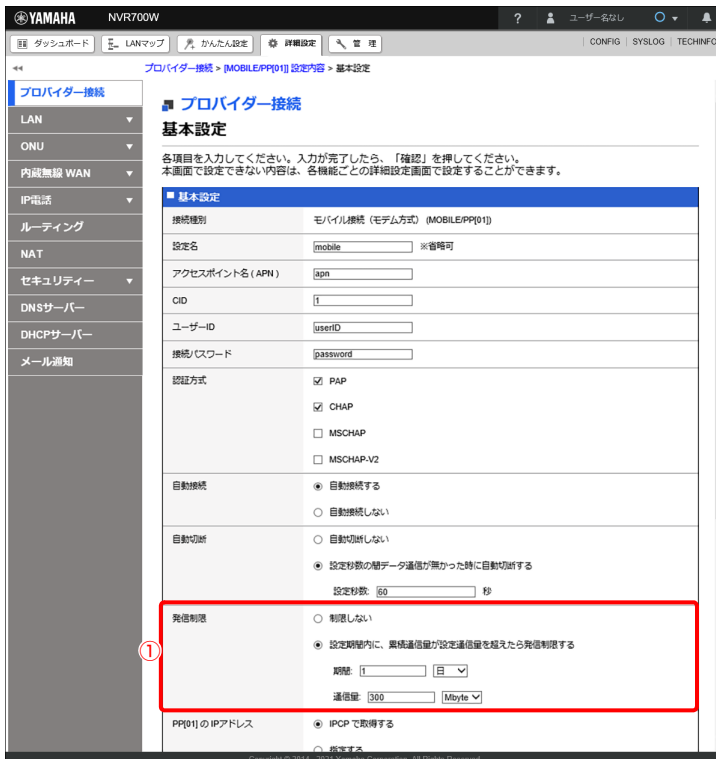 YAMAHA NVR700W ? ユーザー名なし
ダッシュボード LANマップ かんたん設定 詳細設定 管 理 | CONFIG | SYSLOG | TECHINFO
プロバイダー接続 > [MOBILE/PP[01]] 設定内容 > 基本設定
プロバイダー接続
LAN
ONU
内蔵無線 WAN
IP電話
ルーティング
NAT
セキュリティー
DNSサーバー
DHCPサーバー
メール通知
プロバイダー接続
基本設定
各項目を入力してください。入力が完了したら、「確認」を押してください。
本画面で設定できない内容は、各機能ごとの詳細設定画面で設定することができます。
基本設定
接続種別 モバイル接続（モデム方式） (MOBILE/PP[01])
設定名 mobile ※省略可
アクセスポイント名 ( APN ) apn
CID 1
ユーザーID userID
接続パスワード password
認証方式 PAP
CHAP
MSCHAP
MSCHAP-V2
自動接続 自動接続する
自動接続しない
自動切断 自動切断しない
設定秒数の間データ通信が無かった時に自動切断する
設定秒数: 60 秒
発信制限 制限しない
① 設定期間内に、累積通信量が設定通信量を超えたら発信制限する
期間: 1 日
通信量: 300 Mbyte
PP[01] の IPアドレス IPCP で取得する
指定する
Copyright © 2014 - 2021 Yamaha Corporation. All Rights Reserved.